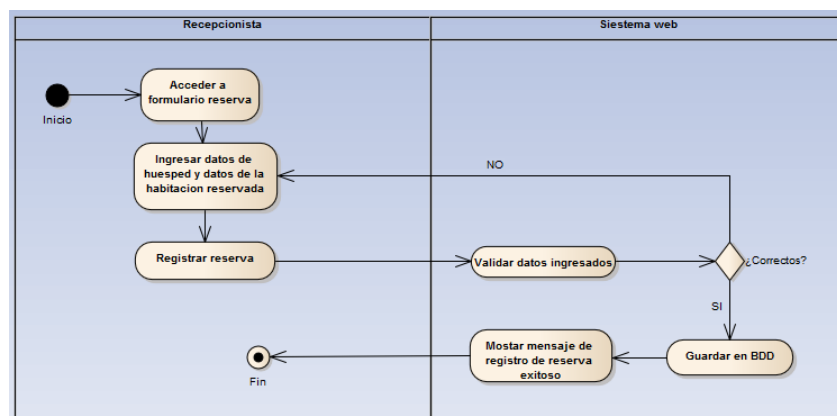 Recepcionista
Siestema web
Acceder a
formulario reserva
Inicio
Ingresar datos de
huesped y datos de la
habitacion reservada
NO
Registrar reserva
Validar datos ingresados
¿Correctos?
SI
Mostar mensaje de
registro de reserva
exitoso
Guardar en BDD
Fin